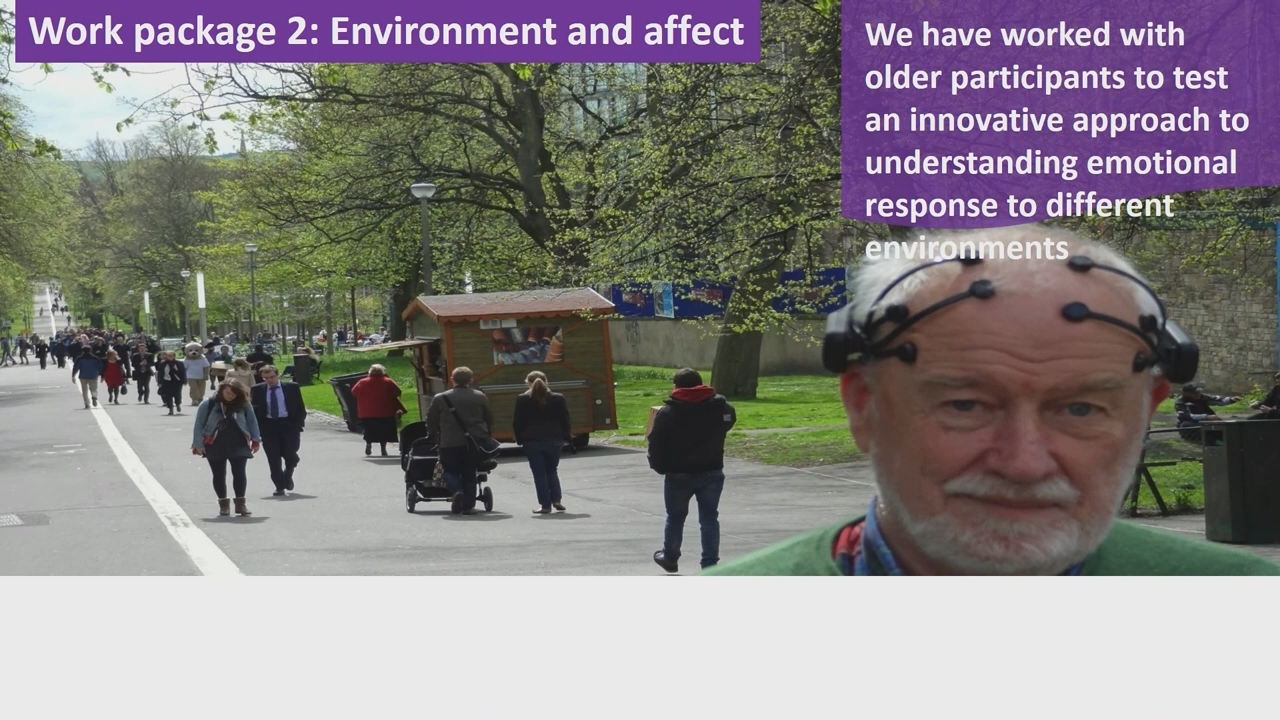 Work package 2: Environment and affect
We have worked with
older participants to test
an innovative approach to
understanding emotional
response to different
environments